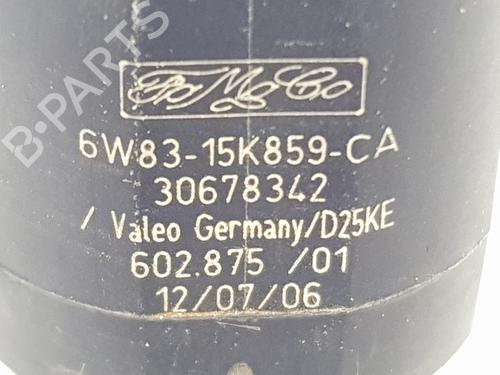 B-PARTS
FoMoCo
6W83-15K859-CA
30678342
/ Valeo Germany/D25KE
602.875 /01
12/07/06